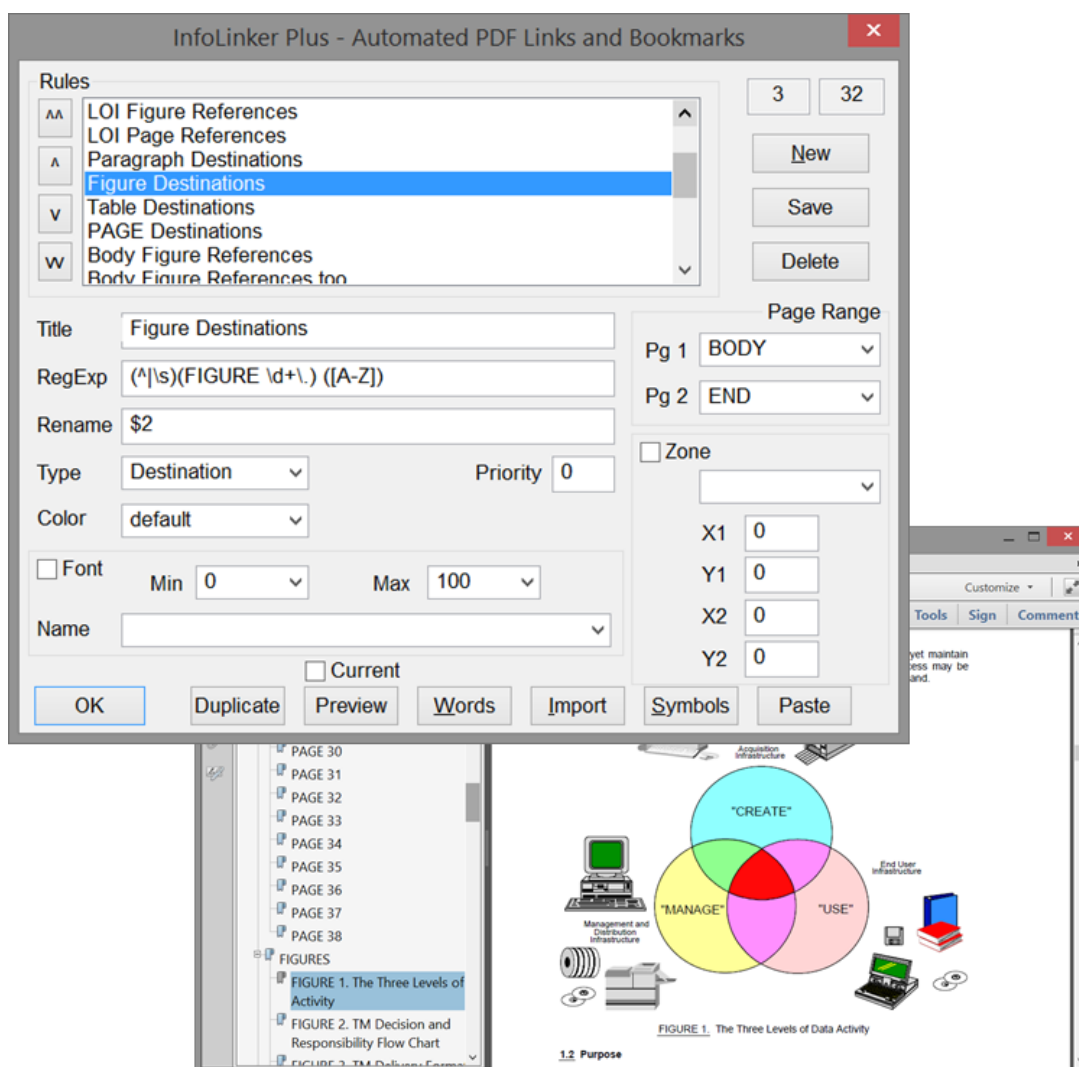 InfoLinker Plus - Automated PDF Links and Bookmarks
Rules
^^
^
v
vv
LOI Figure References
LOI Page References
Paragraph Destinations
Figure Destinations
Table Destinations
PAGE Destinations
Body Figure References
Body Figure References too
3 32
New
Save
Delete
Title Figure Destinations
RegExp (^|\s)(FIGURE \d+\.) ([A-Z])
Rename $2
Type Destination Priority 0
Color default
Font
Min 0 Max 100
Name
Page Range
Pg 1 BODY
Pg 2 END
Zone
X1 0
Y1 0
X2 0
Y2 0
Current
OK Duplicate Preview Words Import Symbols Paste
Customize
Tools Sign Comment
yet maintain
may be
and.
PAGE 30
PAGE 31
PAGE 32
PAGE 33
PAGE 34
PAGE 35
PAGE 36
PAGE 37
PAGE 38
FIGURES
FIGURE 1. The Three Levels of
Activity
FIGURE 2. TM Decision and
Responsibility Flow Chart
Acquisition
Infrastructure
"CREATE"
End User
Infrastructure
"MANAGE"
"USE"
Management and
Distribution
Infrastructure
FIGURE 1. The Three Levels of Data Activity
1.2 Purpose